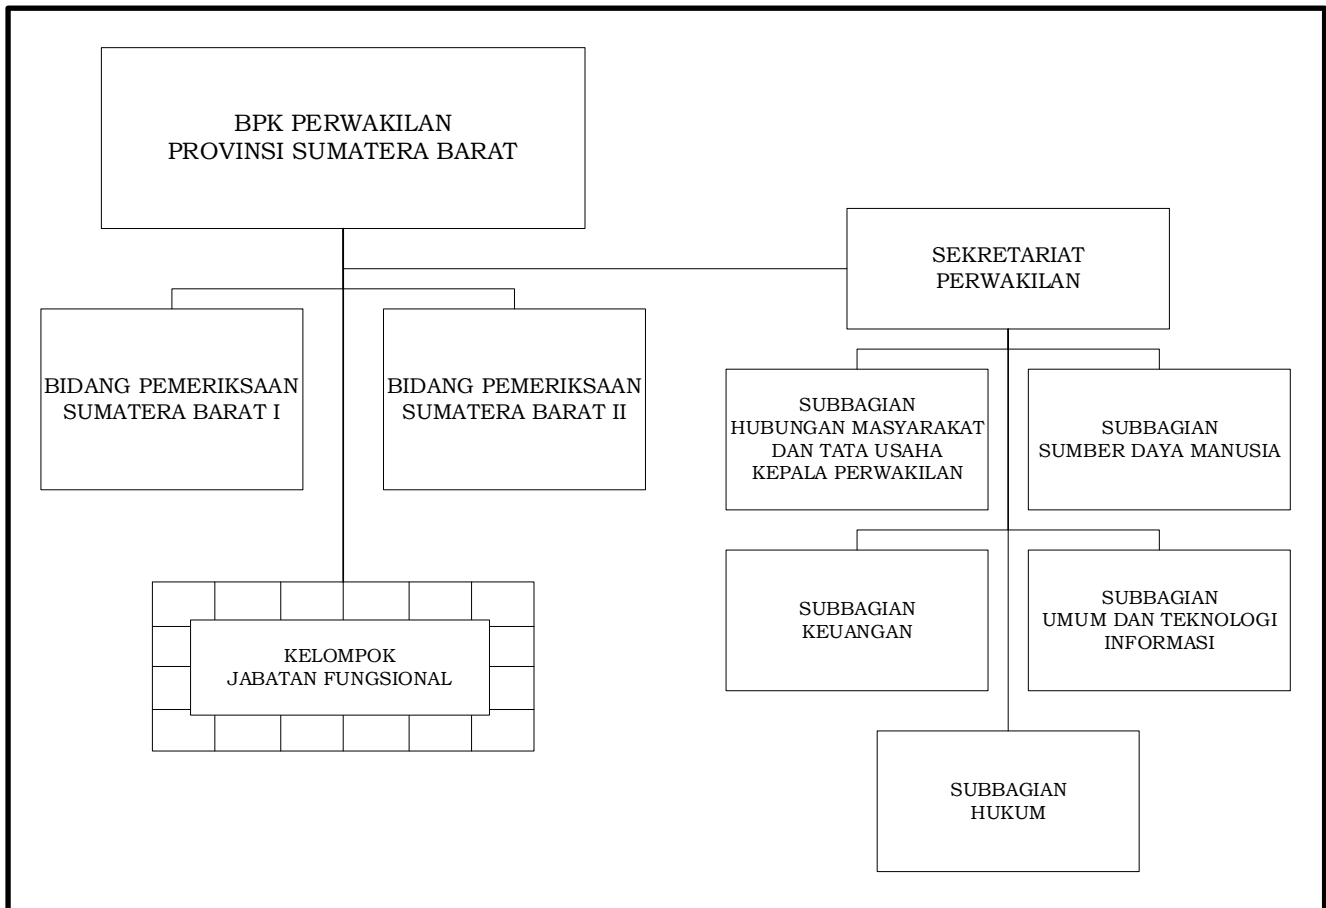 BPK PERWAKILAN
PROVINSI SUMATERA BARAT
SEKRETARIAT
PERWAKILAN
BIDANG PEMERIKSAAN
SUMATERA BARAT I
BIDANG PEMERIKSAAN
SUMATERA BARAT II
SUBBAGIAN
HUBUNGAN MASYARAKAT
DAN TATA USAHA
KEPALA PERWAKILAN
SUBBAGIAN
SUMBER DAYA MANUSIA
SUBBAGIAN
KEUANGAN
SUBBAGIAN
UMUM DAN TEKNOLOGI
INFORMASI
KELOMPOK
JABATAN FUNGSIONAL
SUBBAGIAN
HUKUM